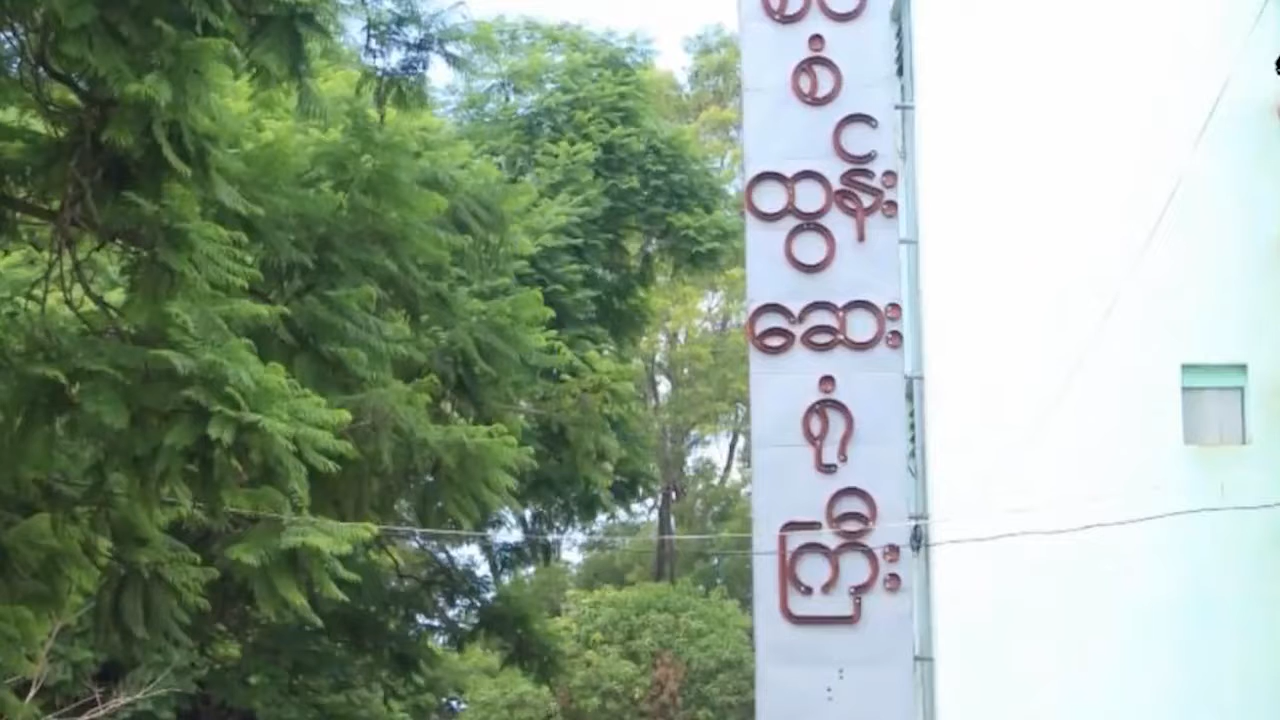 စံ
ထွန်း
ဆေး
ရုံ
ကြီး